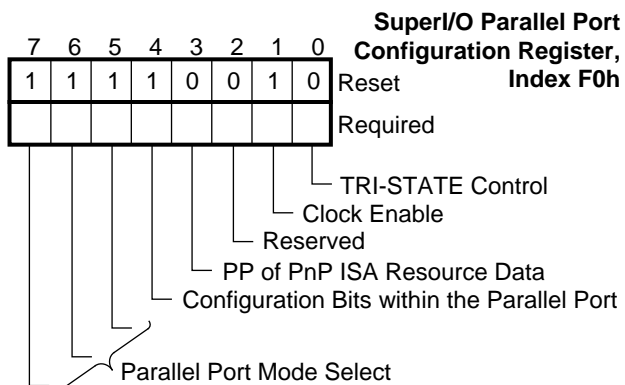 SuperI/O Parallel Port
Configuration Register,
Index F0h
7 6 5 4 3 2 1 0
1 1 1 1 0 0 1 0 Reset
Required
TRI-STATE Control
Clock Enable
Reserved
PP of PnP ISA Resource Data
Configuration Bits within the Parallel Port
Parallel Port Mode Select